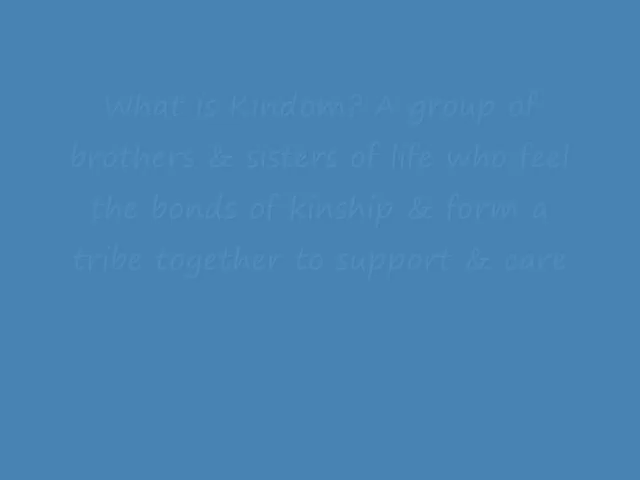 What is Kindom? A group of
brothers & sisters of life who feel
the bonds of kinship & form a
tribe together to support & care